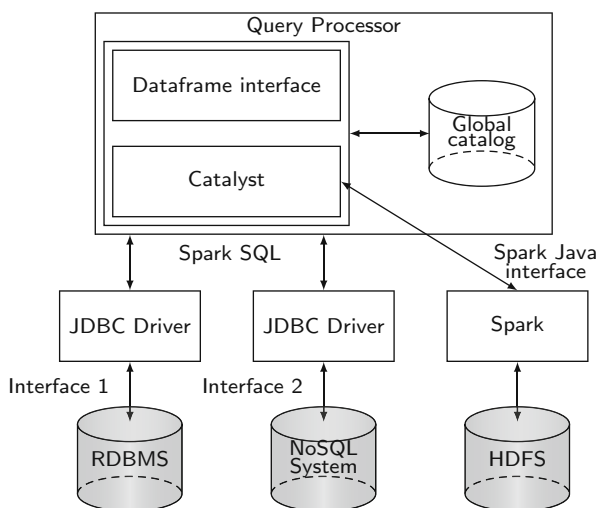 Query Processor
Dataframe interface
Global
catalog
Catalyst
Spark SQL
Spark Java
interface
JDBC Driver
JDBC Driver
Spark
Interface 1
Interface 2
RDBMS
NoSQL
System
HDFS